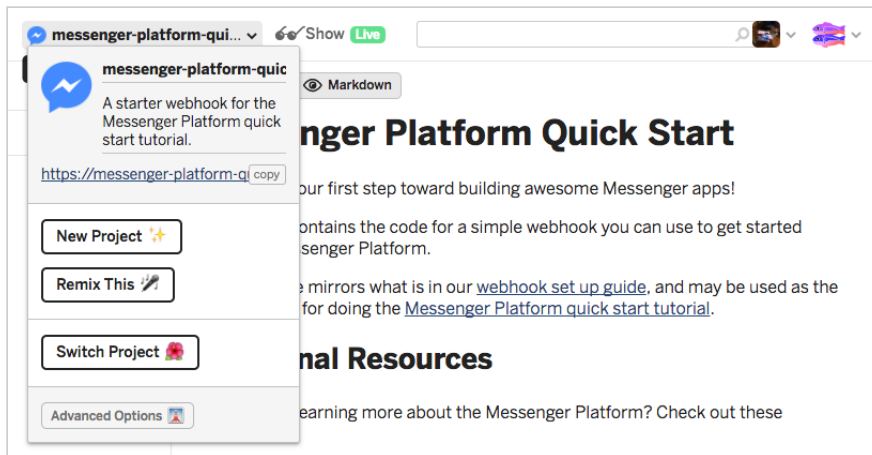 messenger-platform-qui...
Show Live
messenger-platform-quic
A starter webhook for the
Messenger Platform quick
start tutorial.
https://messenger-platform-q
copy
New Project
Remix This
Switch Project
Advanced Options
Markdown
nger Platform Quick Start
our first step toward building awesome Messenger apps!
ontains the code for a simple webhook you can use to get started
senger Platform.
e mirrors what is in our webhook set up guide, and may be used as the
for doing the Messenger Platform quick start tutorial.
nal Resources
earning more about the Messenger Platform? Check out these